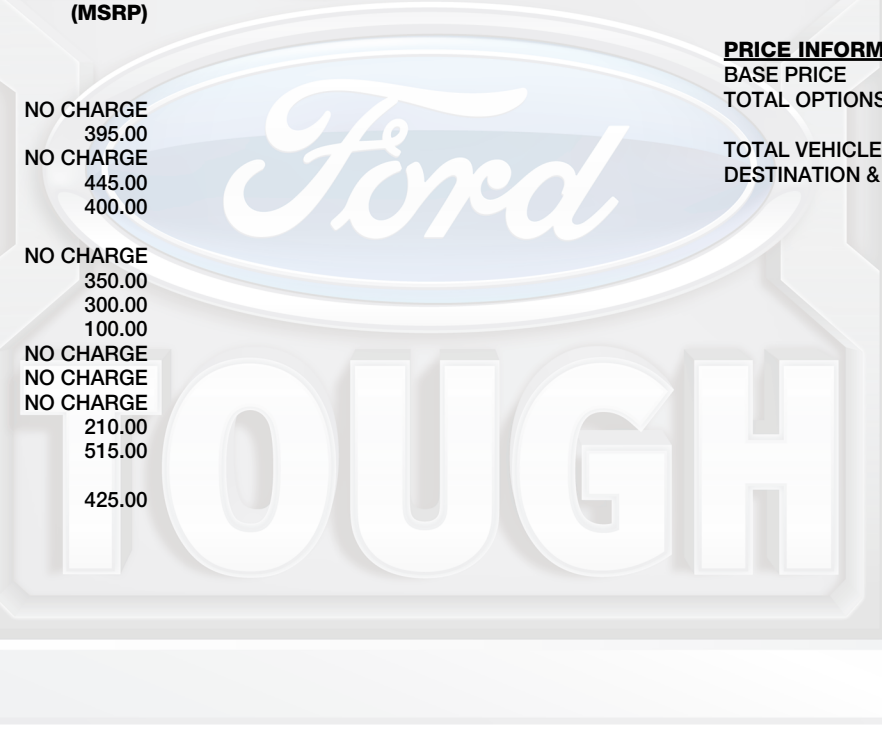 (MSRP)
NO CHARGE
395.00
NO CHARGE
445.00
400.00
NO CHARGE
350.00
300.00
100.00
NO CHARGE
NO CHARGE
NO CHARGE
210.00
515.00
425.00
PRICE INFORM
BASE PRICE
TOTAL OPTIONS
TOTAL VEHICLE
DESTINATION &
Ford
TOUGH